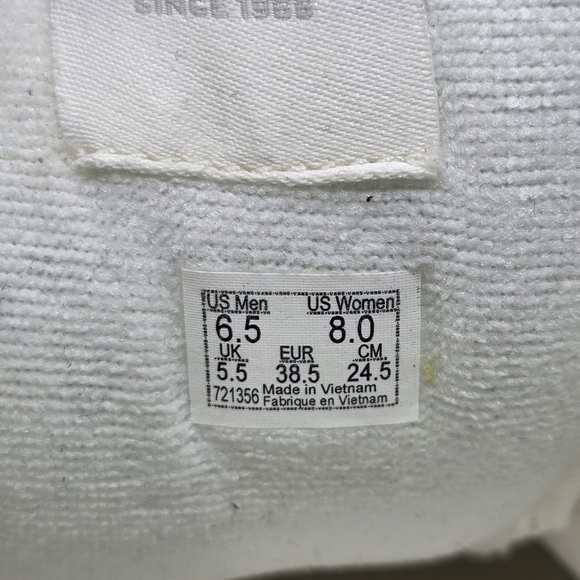 SINCE 1966
US Men US Women
6.5 8.0
UK EUR CM
5.5 38.5 24.5
721356 Made in Vietnam
Fabrique en Vietnam